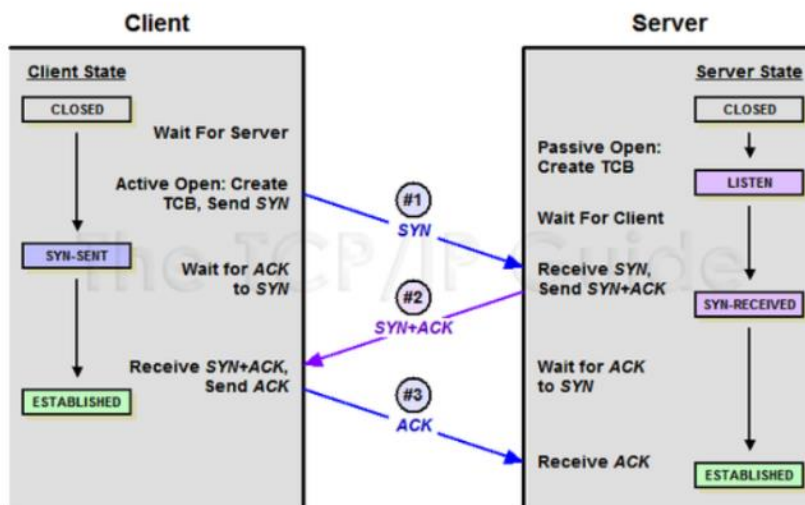 Client
Server
Client State
CLOSED
Wait For Server
Active Open: Create
TCB, Send SYN
SYN-SENT
Wait for ACK
to SYN
Receive SYN+ACK,
Send ACK
ESTABLISHED
#1
SYN
#2
SYN+ACK
#3
ACK
Server State
CLOSED
Passive Open:
Create TCB
LISTEN
Wait For Client
Receive SYN,
Send SYN+ACK
SYN-RECEIVED
Wait for ACK
to SYN
Receive ACK
ESTABLISHED
The TCP/IP Guide